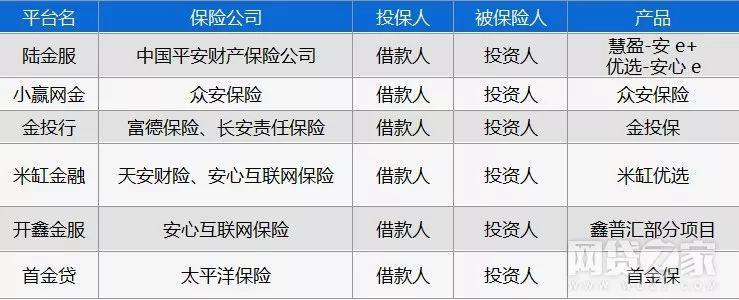 平台名 保险公司 投保人 被保险人 产品
陆金服 中国平安财产保险公司 借款人 投资人 慧盈-安 e+
优选-安心 e
小赢网金 众安保险 借款人 投资人 众安保险
金投行 富德保险、长安责任保险 借款人 投资人 金投保
米缸金融 天安财险、安心互联网保险 借款人 投资人 米缸优选
开鑫金服 安心互联网保险 借款人 投资人 鑫普汇部分项目
首金贷 太平洋保险 借款人 投资人 首金保
网贷之家